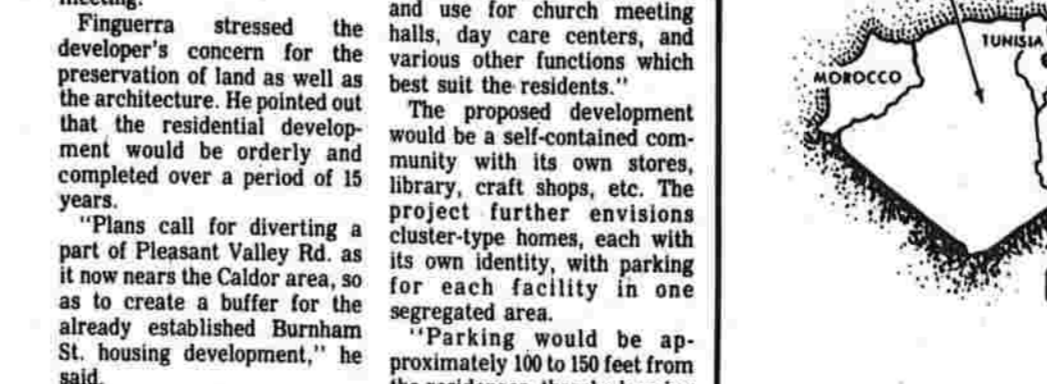 meeting.
Finguerra stressed the
developer's concern for the
preservation of land as well as
the architecture. He pointed out
that the residential develop-
ment would be orderly and
completed over a period of 15
years.
"Plans call for diverting a
part of Pleasant Valley Rd. as
it now nears the Caldor area, so
as to create a buffer for the
already established Burnham
St. housing development," he
said.
and use for church meeting
halls, day care centers, and
various other functions which
best suit the residents."
The proposed development
would be a self-contained com-
munity with its own stores,
library, craft shops, etc. The
project further envisions
cluster-type homes, each with
its own identity, with parking
for each facility in one
segregated area.
"Parking would be ap-
proximately 100 to 150 feet from
MOROCCO
TUNISIA